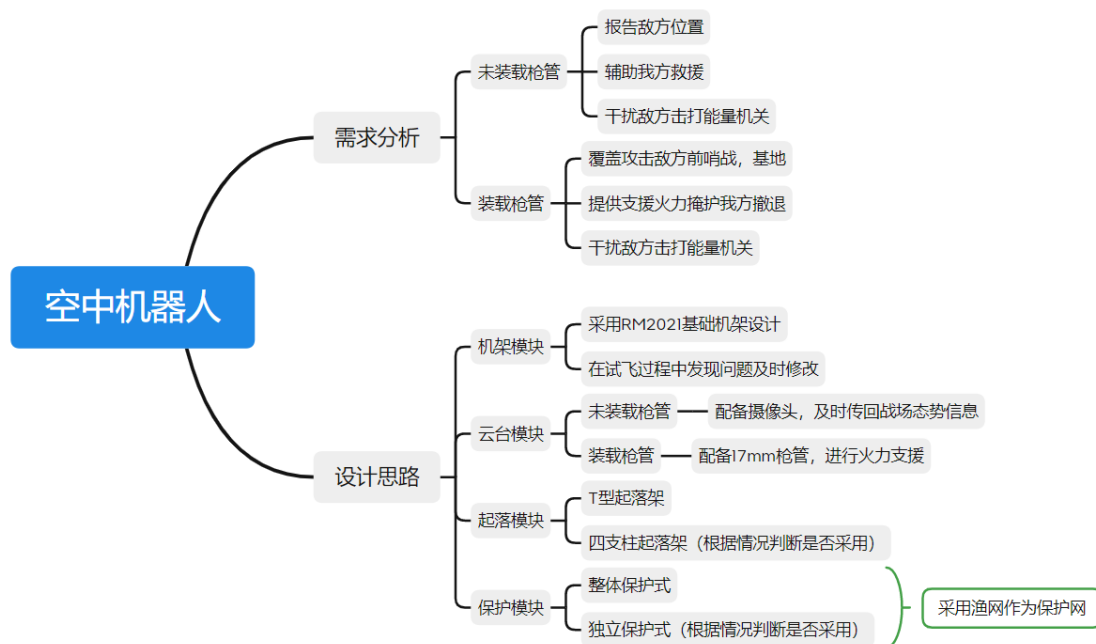 空中机器人
需求分析
未装载枪管
报告敌方位置
辅助我方救援
干扰敌方击打能量机关
装载枪管
覆盖攻击敌方前哨战，基地
提供支援火力掩护我方撤退
干扰敌方击打能量机关
设计思路
机架模块
采用RM2021基础机架设计
在试飞过程中发现问题及时修改
云台模块
未装载枪管
配备摄像头，及时传回战场态势信息
装载枪管
配备17mm枪管，进行火力支援
起落模块
T型起落架
四支柱起落架（根据情况判断是否采用）
保护模块
整体保护式
独立保护式（根据情况判断是否采用）
采用渔网作为保护网